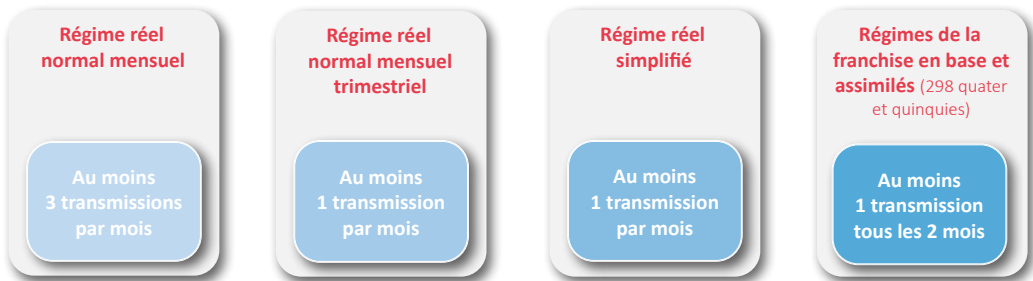 Régime réel
normal mensuel
Au moins
3 transmissions
par mois
Régime réel
normal mensuel
trimestriel
Au moins
1 transmission
par mois
Régime réel
simplifié
Au moins
1 transmission
par mois
Régimes de la
franchise en base et
assimilés (298 quater
et quinquies)
Au moins
1 transmission
tous les 2 mois